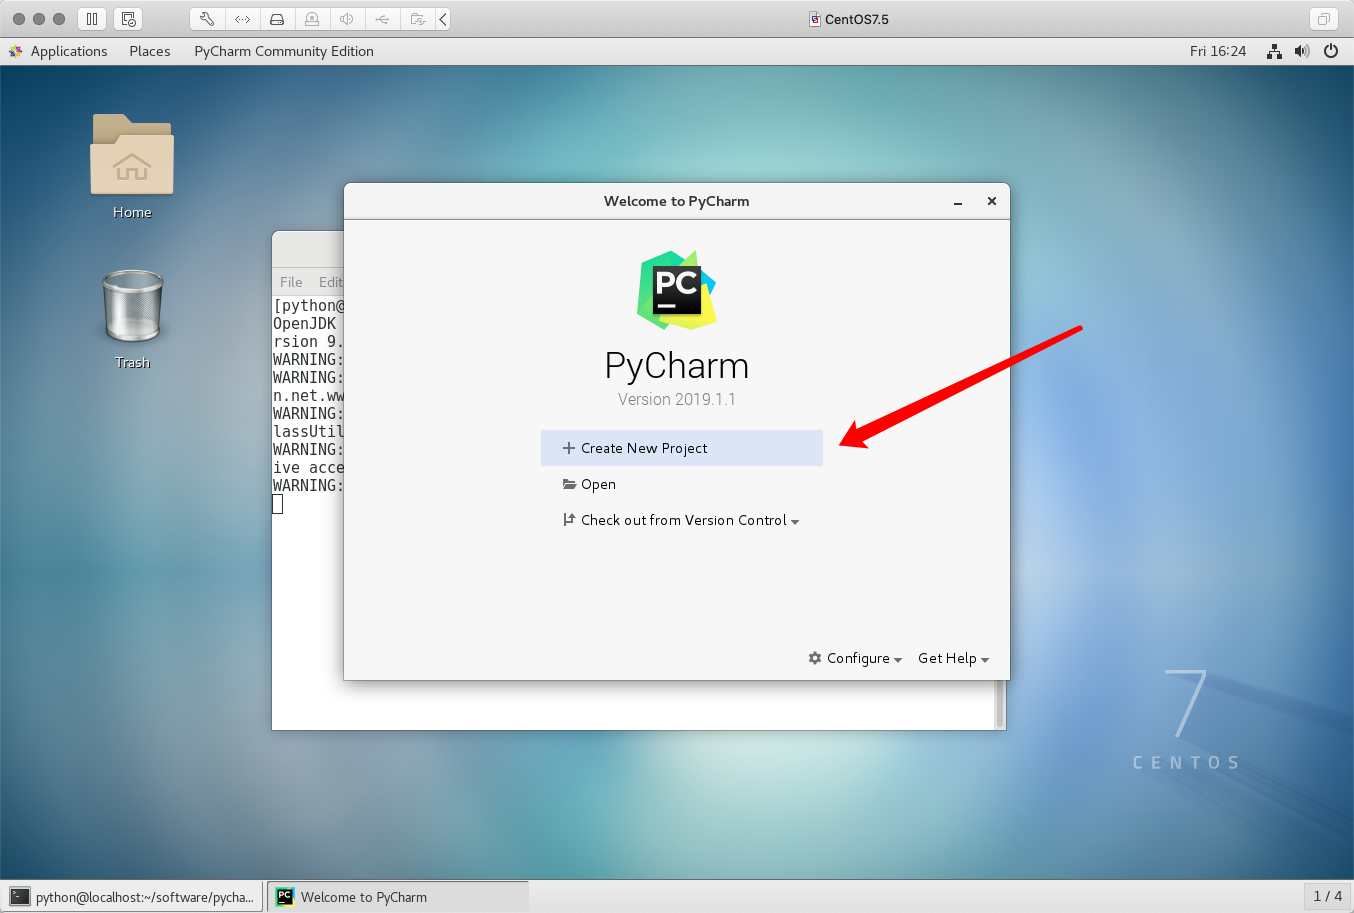 CentOS7.5
Applications Places PyCharm Community Edition Fri 16:24
Home
Trash
File Edit
[python@
OpenJDK
rsion 9.
WARNING:
WARNING:
n.net.ww
WARNING:
lassUtil
WARNING:
ive acce
WARNING:
Welcome to PyCharm
PC
PyCharm
Version 2019.1.1
Create New Project
Open
Check out from Version Control
Configure Get Help
7
CENTOS
python@localhost:~/software/pycha... PC Welcome to PyCharm 1 / 4